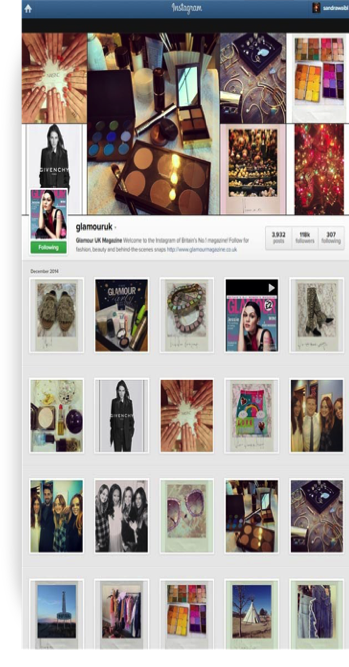 Instagram
sandrawaibl
GIVENCHY
glamouruk
Following
Glamour UK Magazine Welcome to the Instagram of Britain's No.1 magazine! Follow for
fashion, beauty and behind-the-scenes snaps http://www.glamourmagazine.co.uk
3,932
posts
118k
followers
307
following
December 2014
GLAMOUR
GIVENCHY